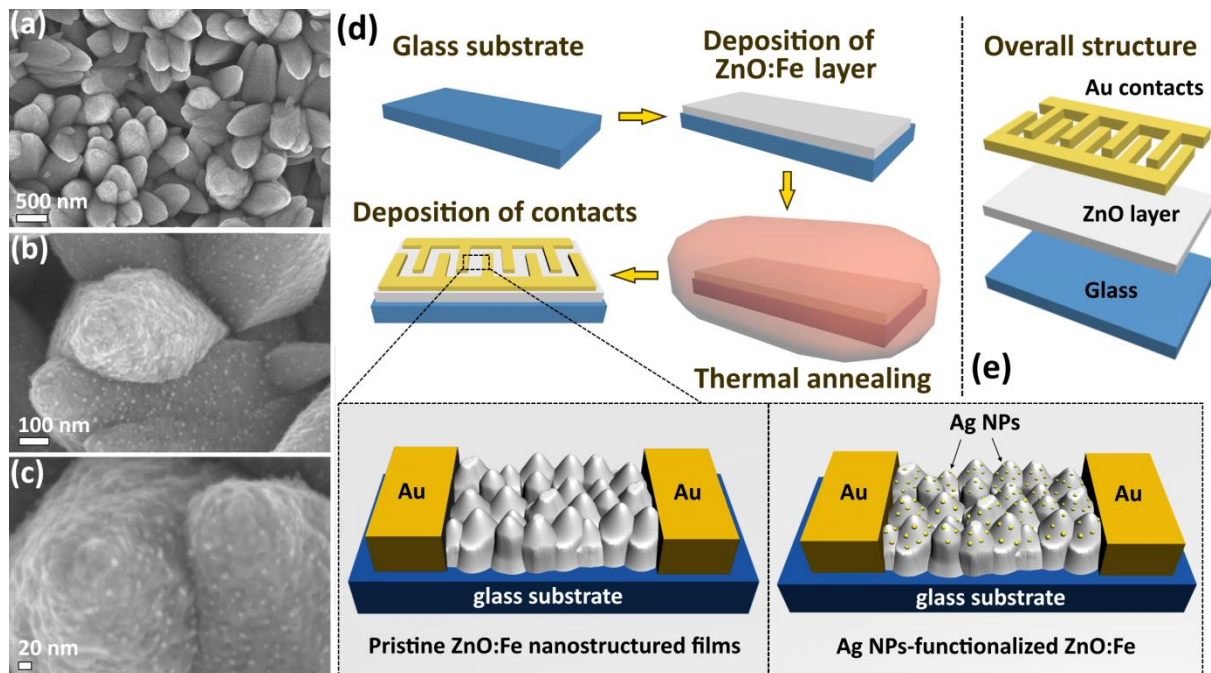 (a)
500 nm
(b)
100 nm
(c)
20 nm
(d)
Glass substrate
Deposition of
ZnO:Fe layer
Deposition of contacts
Thermal annealing
Overall structure
Au contacts
ZnO layer
Glass
(e)
Au
Au
glass substrate
Pristine ZnO:Fe nanostructured films
Ag NPs
Au
Au
glass substrate
Ag NPs-functionalized ZnO:Fe